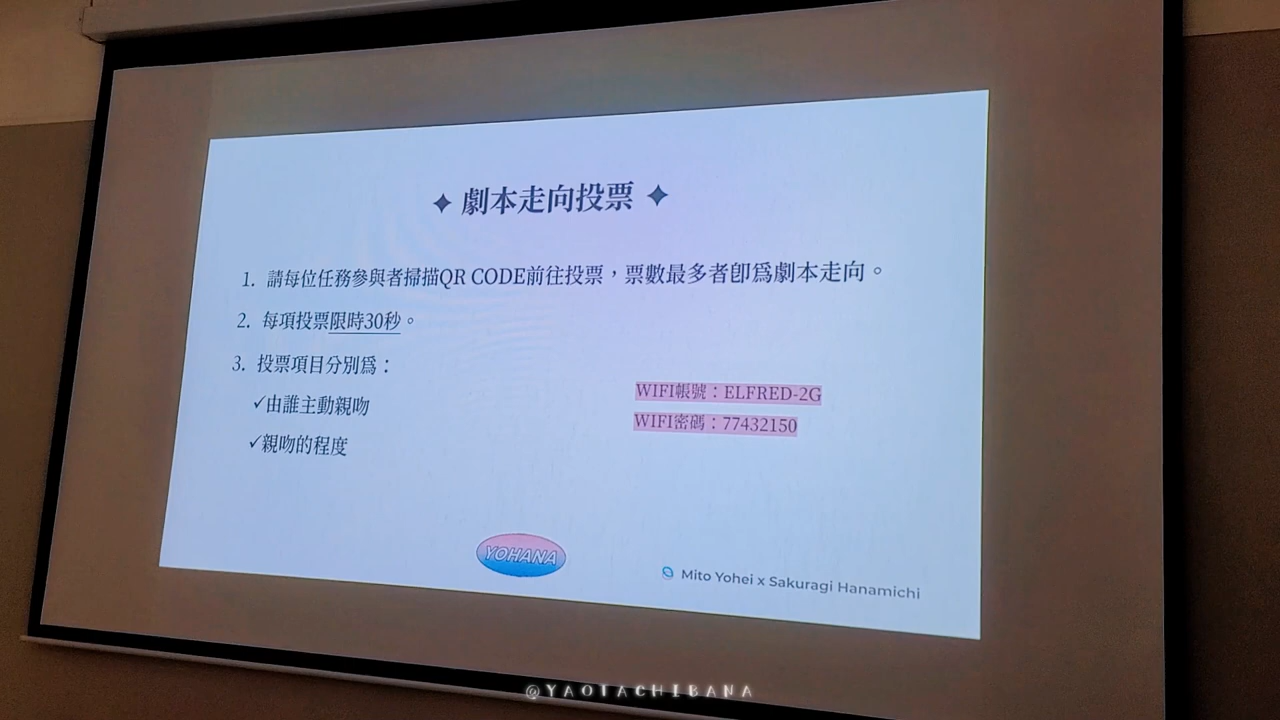 ✦ 劇本走向投票 ✦
1. 請每位任務參與者掃描QR CODE前往投票，票數最多者卽爲劇本走向。
2. 每項投票限時30秒。
3. 投票項目分別爲：
✓由誰主動親吻
✓親吻的程度
WIFI帳號：ELFRED-2G
WIFI密碼：77432150
YOHANA
Mito Yohei x Sakuragi Hanamichi
@YAOTACHIBANA